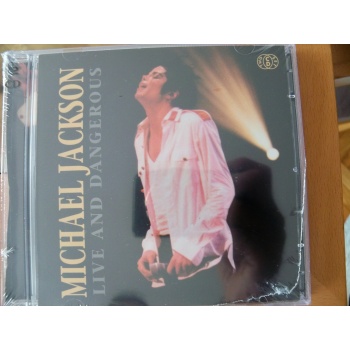 MICHAEL JACKSON
LIVE AND DANGEROUS